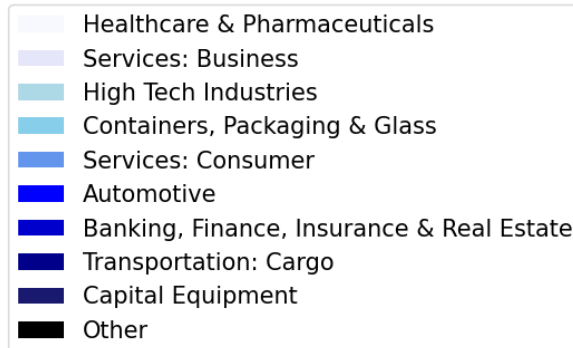 Healthcare & Pharmaceuticals
Services: Business
High Tech Industries
Containers, Packaging & Glass
Services: Consumer
Automotive
Banking, Finance, Insurance & Real Estate
Transportation: Cargo
Capital Equipment
Other